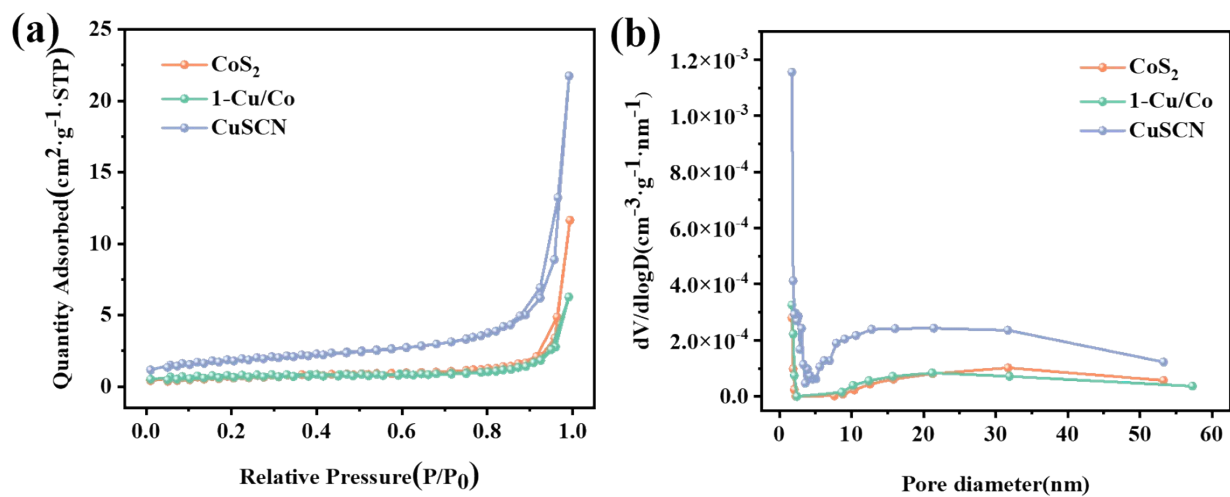 (a)
Quantity Adsorbed(cm²·g⁻¹·STP)
25
20
15
10
5
0
CoS₂
1-Cu/Co
CuSCN
0.0 0.2 0.4 0.6 0.8 1.0
Relative Pressure(P/P₀)
(b)
dV/dlogD(cm⁻³·g⁻¹·nm⁻¹)
1.2×10⁻³
1.0×10⁻³
8.0×10⁻⁴
6.0×10⁻⁴
4.0×10⁻⁴
2.0×10⁻⁴
0.0
CoS₂
1-Cu/Co
CuSCN
0 10 20 30 40 50 60
Pore diameter(nm)